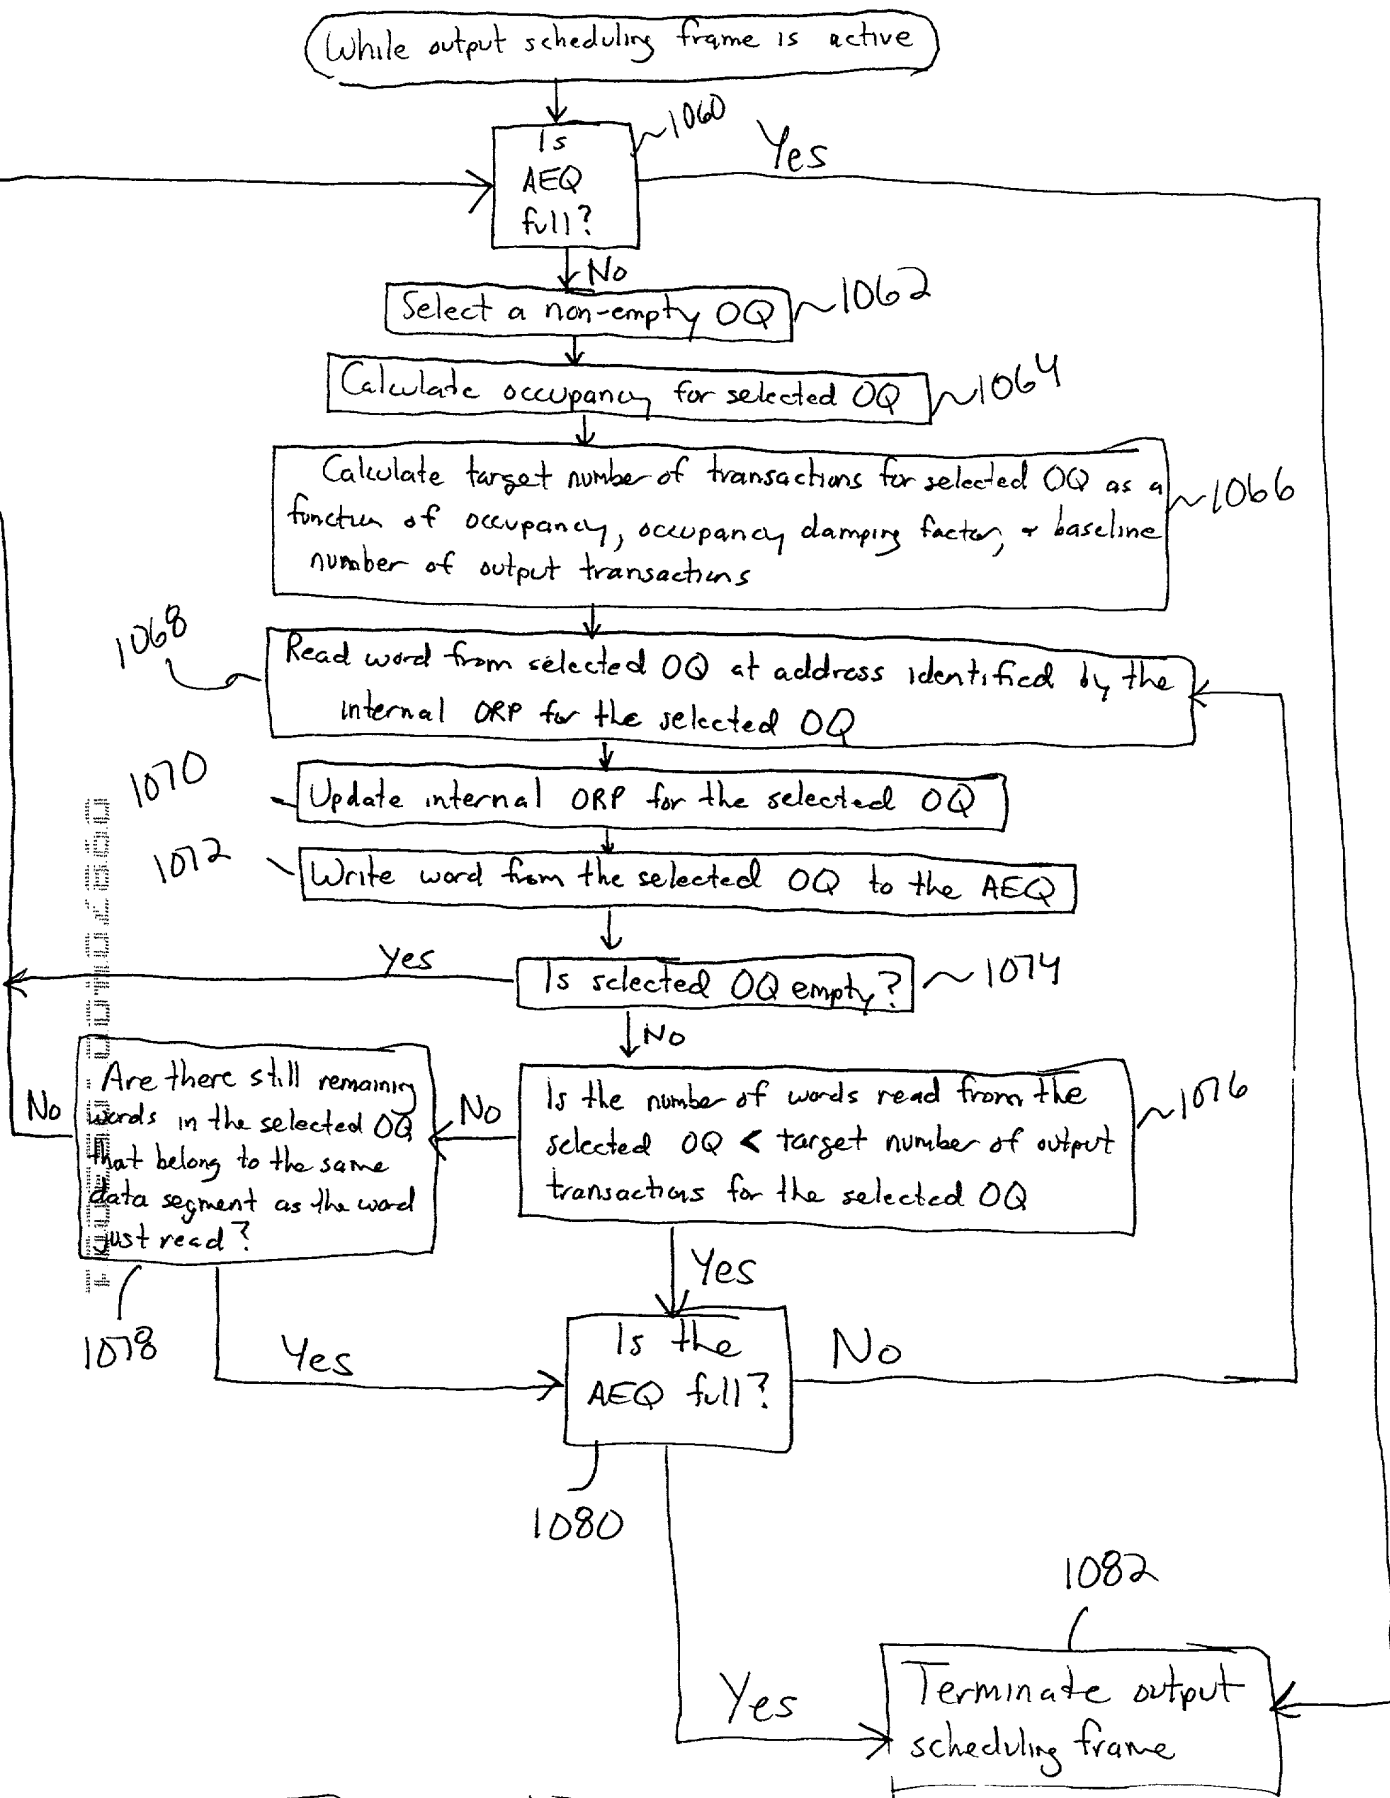 While output scheduling frame is active
1060
Is
AEQ
full?
Yes
No
Select a non-empty OQ
1062
Calculate occupancy for selected OQ
1064
Calculate target number of transactions for selected OQ as a
function of occupancy, occupancy damping factor, + baseline
number of output transactions
1066
1068
Read word from selected OQ at address identified by the
internal ORP for the selected OQ
1070
Update internal ORP for the selected OQ
1072
Write word from the selected OQ to the AEQ
Yes
Is selected OQ empty?
1074
No
Are there still remaining
words in the selected OQ
that belong to the same
data segment as the word
just read?
No
No
Is the number of words read from the
selected OQ < target number of output
transactions for the selected OQ
1076
1078
Yes
Yes
Is the
AEQ full?
No
1080
1082
Yes
Terminate output
scheduling frame